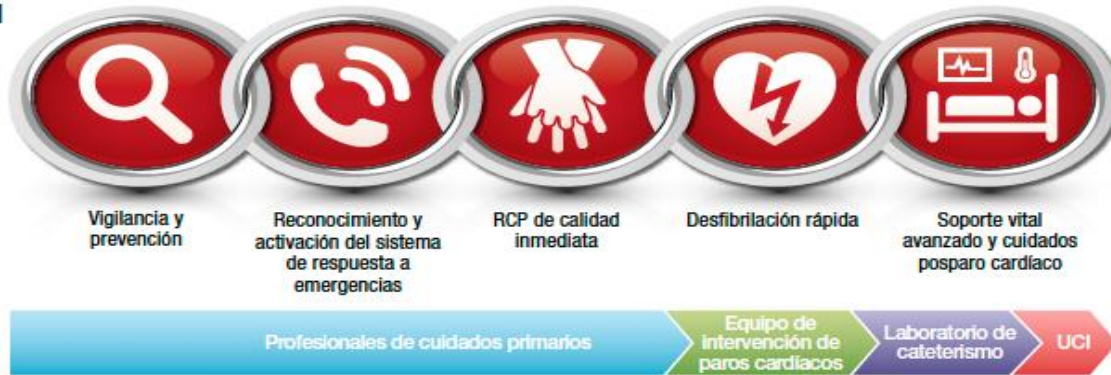 Vigilancia y
prevención
Reconocimiento y
activación del sistema
de respuesta a
emergencias
RCP de calidad
inmediata
Desfibrilación rápida
Soporte vital
avanzado y cuidados
posparo cardíaco
Profesionales de cuidados primarios
Equipo de
intervención de
paros cardíacos
Laboratorio de
cateterismo
UCI